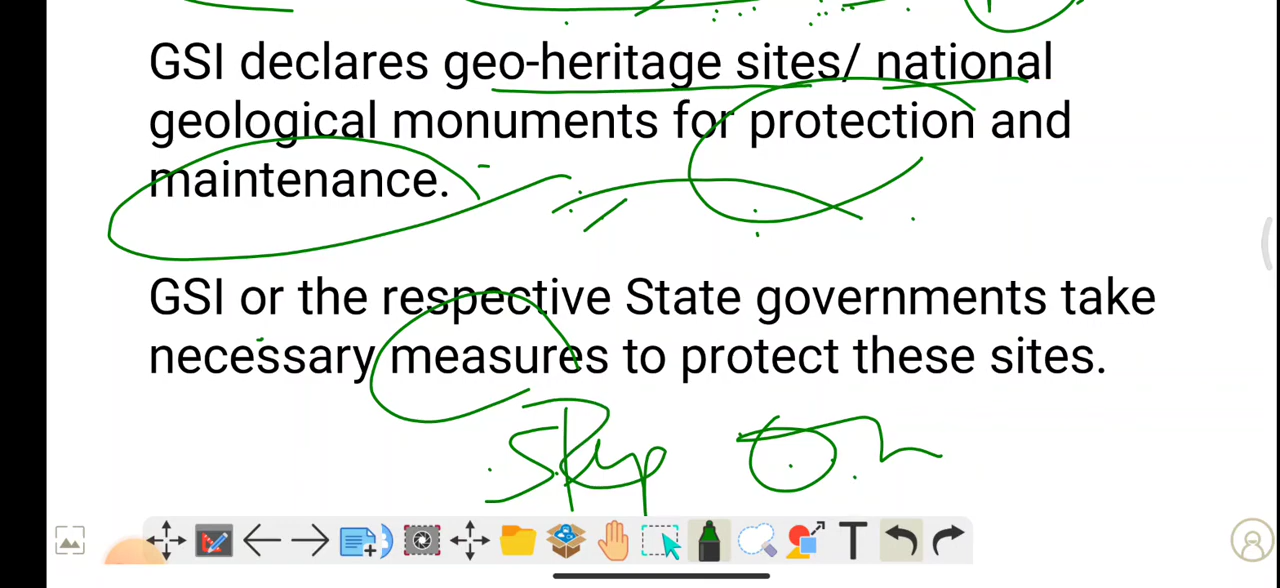 GSI declares geo-heritage sites/ national
geological monuments for protection and
maintenance.
GSI or the respective State governments take
necessary measures to protect these sites.